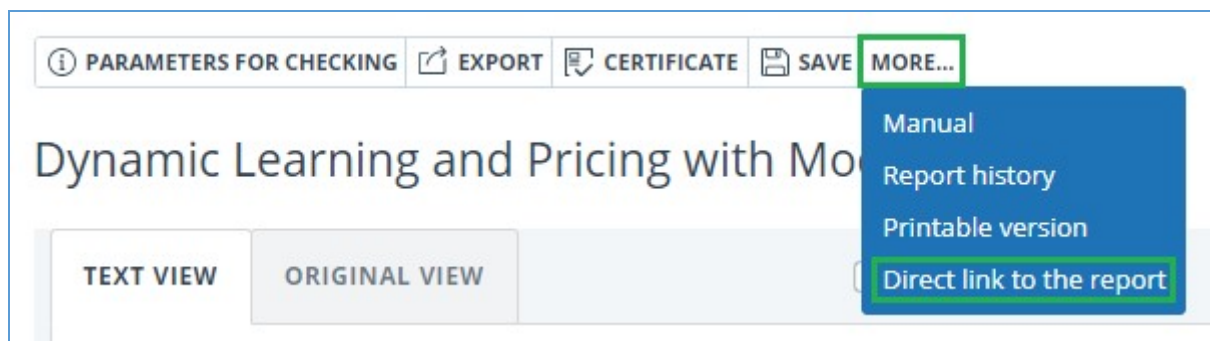 PARAMETERS FOR CHECKING EXPORT CERTIFICATE SAVE MORE...
Manual
Dynamic Learning and Pricing with Mo
Report history
Printable version
TEXT VIEW ORIGINAL VIEW
Direct link to the report